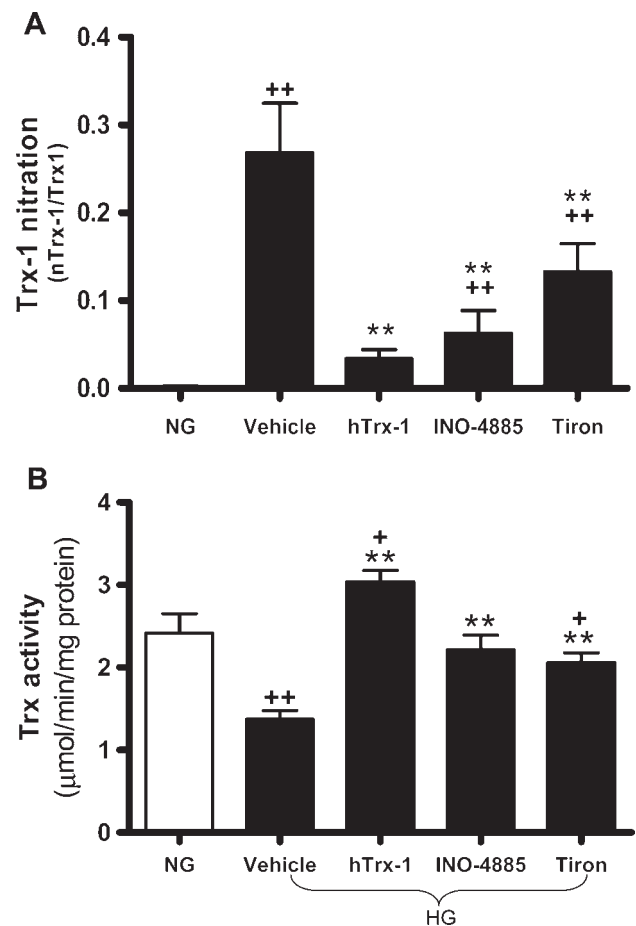 A
0.4
0.3
0.2
0.1
0.0
Trx-1 nitration
(nTrx-1/Trx1)
++
**
**
++
**
++
NG Vehicle hTrx-1 INO-4885 Tiron
B
4
3
2
1
0
Trx activity
(μmol/min/mg protein)
++
+
**
**
+
**
NG Vehicle hTrx-1 INO-4885 Tiron
HG